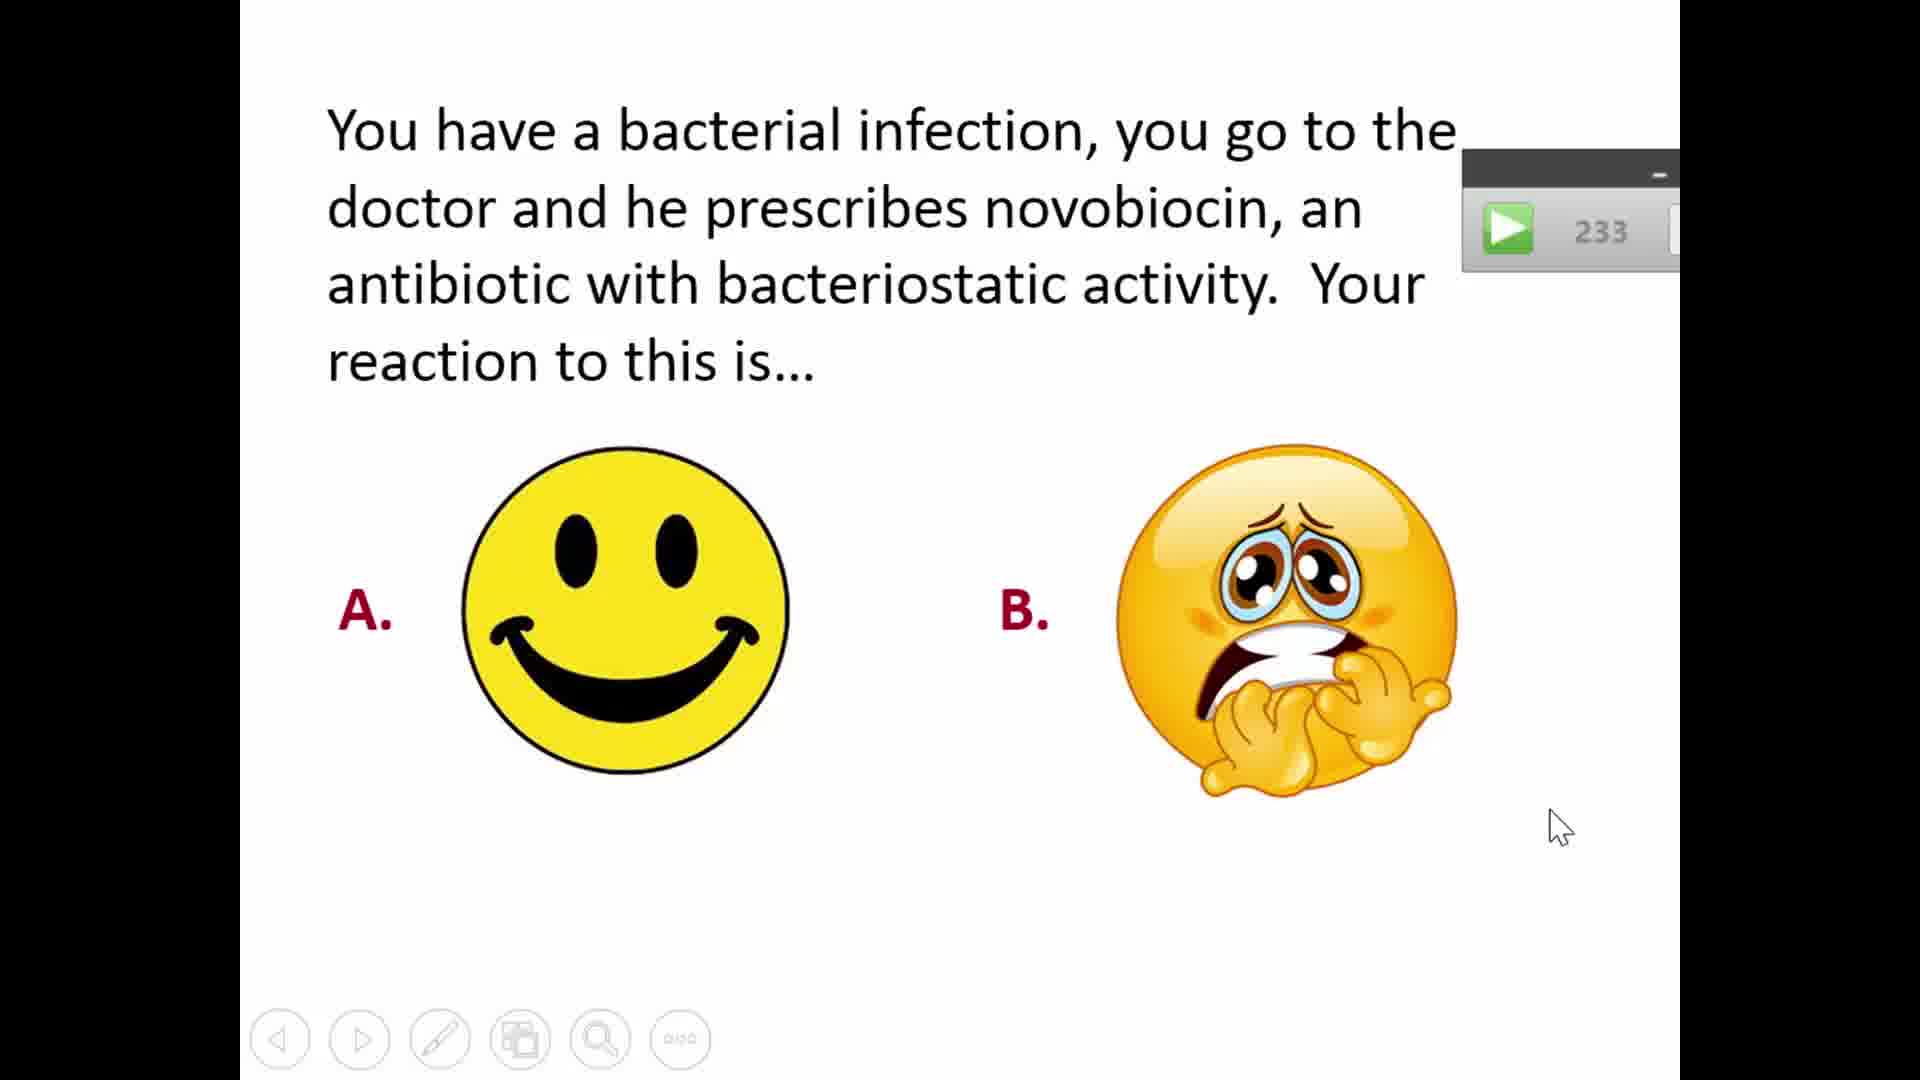 You have a bacterial infection, you go to the
doctor and he prescribes novobiocin, an
antibiotic with bacteriostatic activity.  Your
reaction to this is...
233
A.
B.